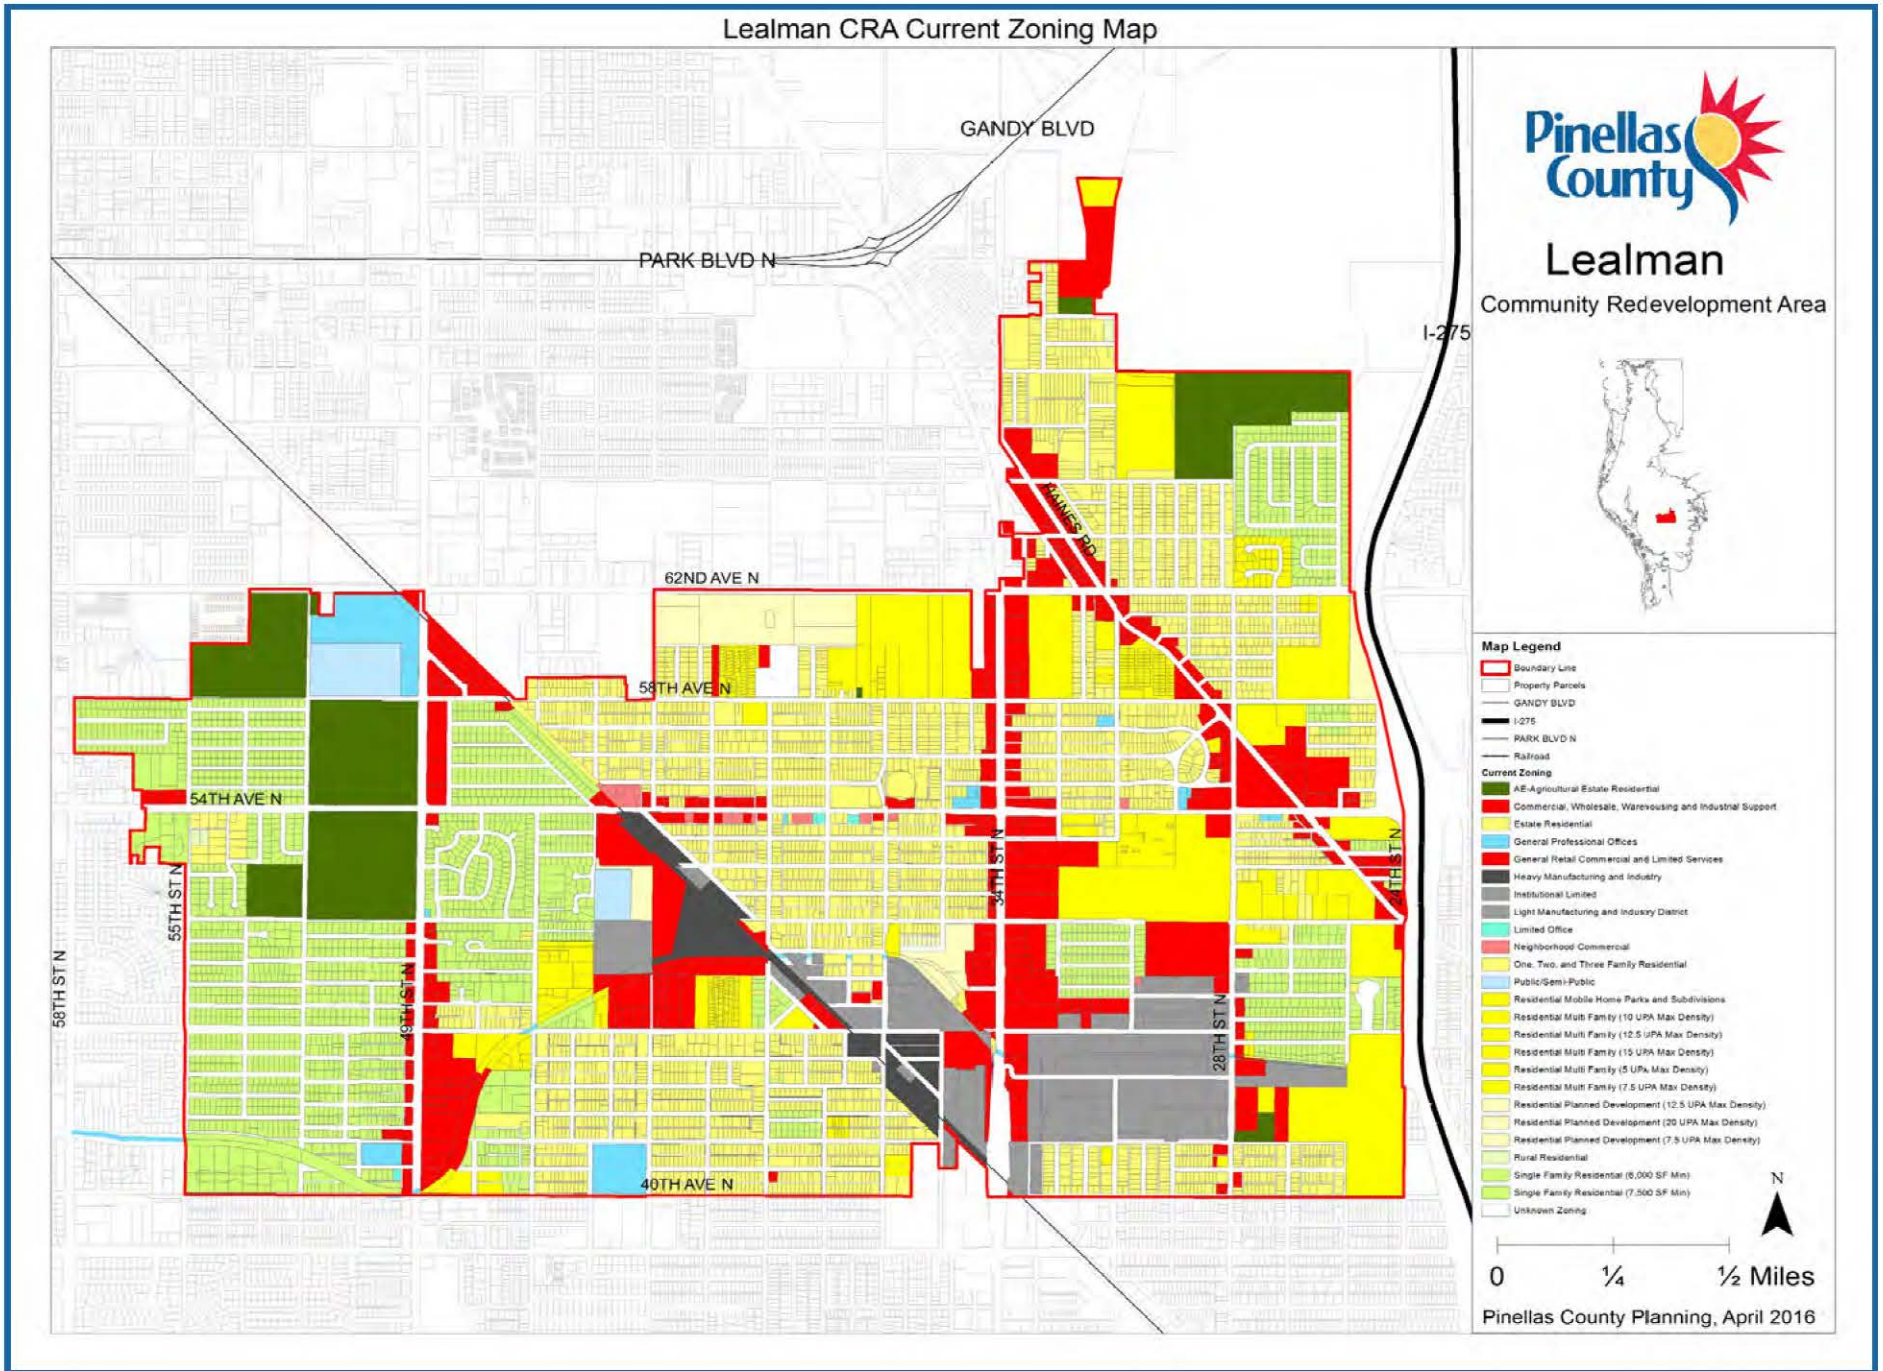 Lealman CRA Current Zoning Map
GANDY BLVD
PARK BLVD N
I-275
HAINES RD
62ND AVE N
58TH AVE N
54TH AVE N
34TH ST N
24TH ST N
55TH ST N
58TH ST N
49TH ST N
28TH ST N
40TH AVE N
Pinellas
County
Lealman
Community Redevelopment Area
Map Legend
Boundary Line
Property Parcels
GANDY BLVD
I-275
PARK BLVD N
Railroad
Current Zoning
AE-Agricultural Estate Residential
Commercial, Wholesale, Warehousing and Industrial Support
Estate Residential
General Professional Offices
General Retail Commercial and Limited Services
Heavy Manufacturing and Industry
Institutional Limited
Light Manufacturing and Industry District
Limited Office
Neighborhood Commercial
One, Two, and Three Family Residential
Public/Semi-Public
Residential Mobile Home Parks and Subdivisions
Residential Multi Family (10 UPA Max Density)
Residential Multi Family (12.5 UPA Max Density)
Residential Multi Family (15 UPA Max Density)
Residential Multi Family (5 UPA Max Density)
Residential Multi Family (7.5 UPA Max Density)
Residential Planned Development (12.5 UPA Max Density)
Residential Planned Development (20 UPA Max Density)
Residential Planned Development (7.5 UPA Max Density)
Rural Residential
Single Family Residential (6,000 SF Min)
Single Family Residential (7,500 SF Min)
Unknown Zoning
N
0 ¼ ½ Miles
Pinellas County Planning, April 2016